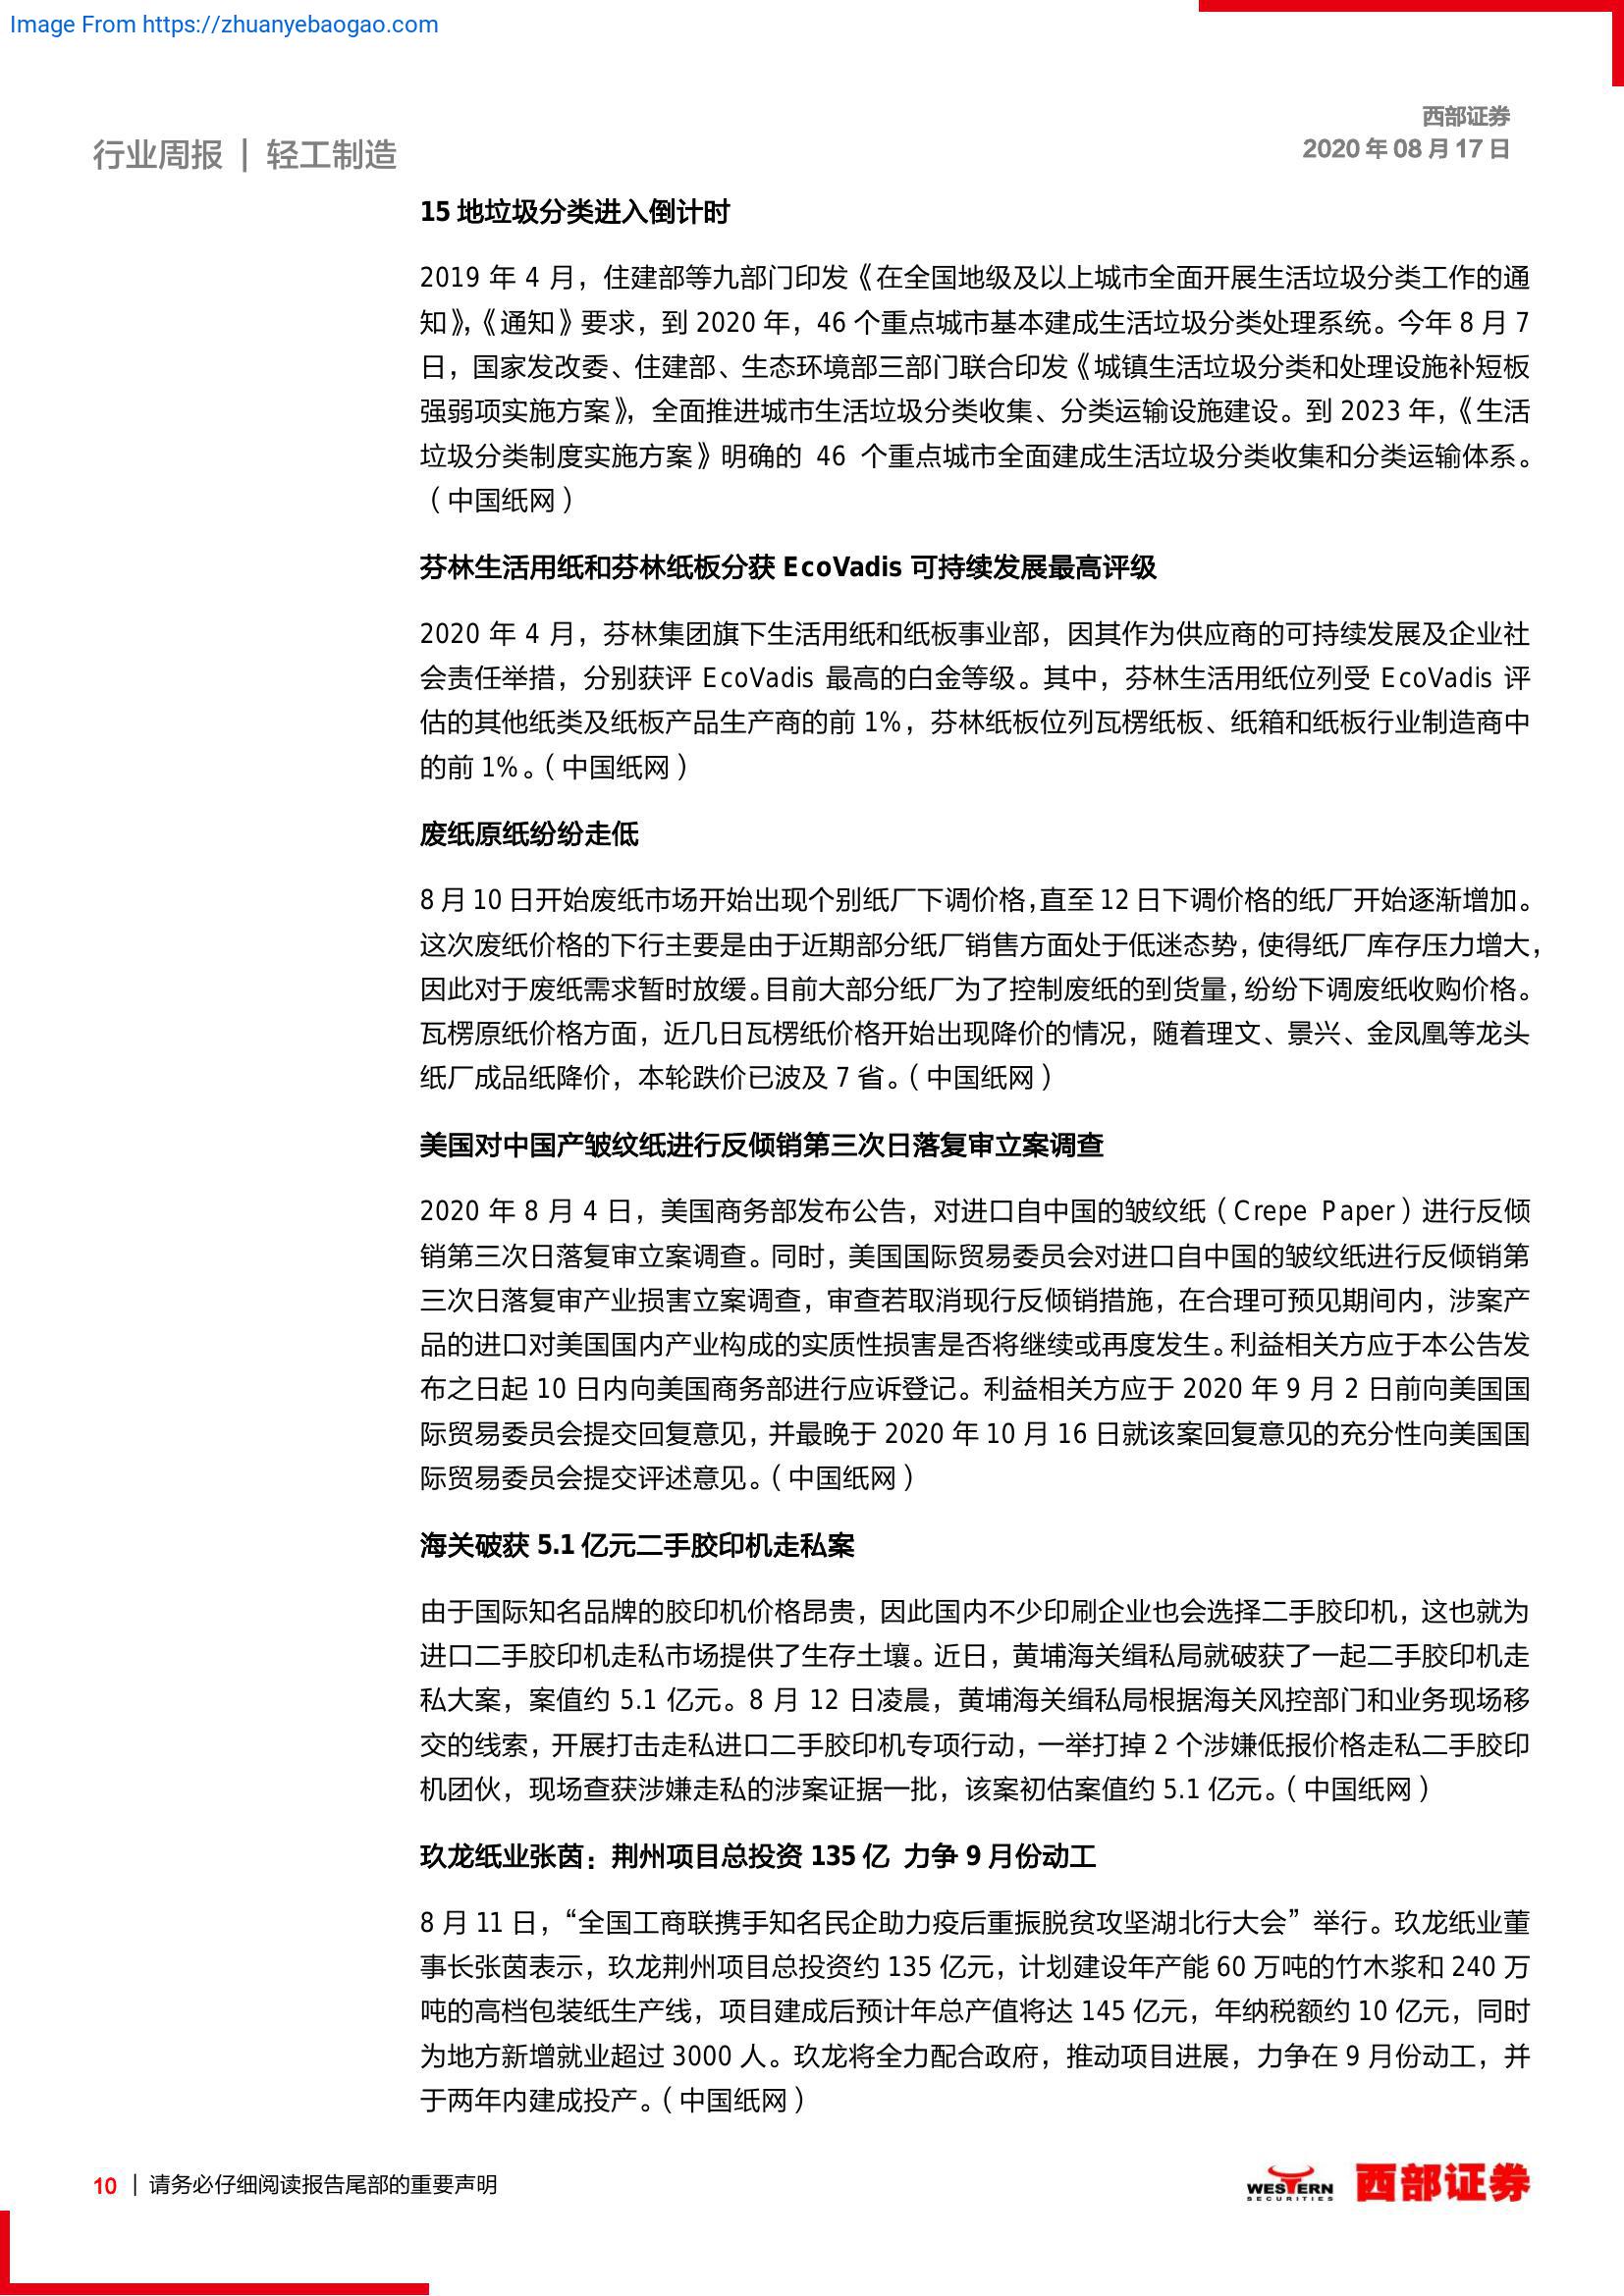 Image From https://zhuanyebaogao.com
西部证券
2020 年 08 月 17 日
行业周报 | 轻工制造
15 地垃圾分类进入倒计时
2019 年 4 月，住建部等九部门印发《在全国地级及以上城市全面开展生活垃圾分类工作的通
知》，《通知》要求，到 2020 年，46 个重点城市基本建成生活垃圾分类处理系统。今年 8 月 7
日，国家发改委、住建部、生态环境部三部门联合印发《城镇生活垃圾分类和处理设施补短板
强弱项实施方案》，全面推进城市生活垃圾分类收集、分类运输设施建设。到 2023 年，《生活
垃圾分类制度实施方案》明确的 46 个重点城市全面建成生活垃圾分类收集和分类运输体系。
（中国纸网）
芬林生活用纸和芬林纸板分获 EcoVadis 可持续发展最高评级
2020 年 4 月，芬林集团旗下生活用纸和纸板事业部，因其作为供应商的可持续发展及企业社
会责任举措，分别获评 EcoVadis 最高的白金等级。其中，芬林生活用纸位列受 EcoVadis 评
估的其他纸类及纸板产品生产商的前 1%，芬林纸板位列瓦楞纸板、纸箱和纸板行业制造商中
的前 1%。（中国纸网）
废纸原纸纷纷走低
8 月 10 日开始废纸市场开始出现个别纸厂下调价格，直至 12 日下调价格的纸厂开始逐渐增加。
这次废纸价格的下行主要是由于近期部分纸厂销售方面处于低迷态势，使得纸厂库存压力增大，
因此对于废纸需求暂时放缓。目前大部分纸厂为了控制废纸的到货量，纷纷下调废纸收购价格。
瓦楞原纸价格方面，近几日瓦楞纸价格开始出现降价的情况，随着理文、景兴、金凤凰等龙头
纸厂成品纸降价，本轮跌价已波及 7 省。（中国纸网）
美国对中国产皱纹纸进行反倾销第三次日落复审立案调查
2020 年 8 月 4 日，美国商务部发布公告，对进口自中国的皱纹纸（Crepe Paper）进行反倾
销第三次日落复审立案调查。同时，美国国际贸易委员会对进口自中国的皱纹纸进行反倾销第
三次日落复审产业损害立案调查，审查若取消现行反倾销措施，在合理可预见期间内，涉案产
品的进口对美国国内产业构成的实质性损害是否将继续或再度发生。利益相关方应于本公告发
布之日起 10 日内向美国商务部进行应诉登记。利益相关方应于 2020 年 9 月 2 日前向美国国
际贸易委员会提交回复意见，并最晚于 2020 年 10 月 16 日就该案回复意见的充分性向美国国
际贸易委员会提交评述意见。（中国纸网）
海关破获 5.1 亿元二手胶印机走私案
由于国际知名品牌的胶印机价格昂贵，因此国内不少印刷企业也会选择二手胶印机，这也就为
进口二手胶印机走私市场提供了生存土壤。近日，黄埔海关缉私局就破获了一起二手胶印机走
私大案，案值约 5.1 亿元。8 月 12 日凌晨，黄埔海关缉私局根据海关风控部门和业务现场移
交的线索，开展打击走私进口二手胶印机专项行动，一举打掉 2 个涉嫌低报价格走私二手胶印
机团伙，现场查获涉嫌走私的涉案证据一批，该案初估案值约 5.1 亿元。（中国纸网）
玖龙纸业张茵：荆州项目总投资 135 亿 力争 9 月份动工
8 月 11 日，“全国工商联携手知名民企助力疫后重振脱贫攻坚湖北行大会”举行。玖龙纸业董
事长张茵表示，玖龙荆州项目总投资约 135 亿元，计划建设年产能 60 万吨的竹木浆和 240 万
吨的高档包装纸生产线，项目建成后预计年总产值将达 145 亿元，年纳税额约 10 亿元，同时
为地方新增就业超过 3000 人。玖龙将全力配合政府，推动项目进展，力争在 9 月份动工，并
于两年内建成投产。（中国纸网）
10 | 请务必仔细阅读报告尾部的重要声明
WESTERN
SECURITIES
西部证券